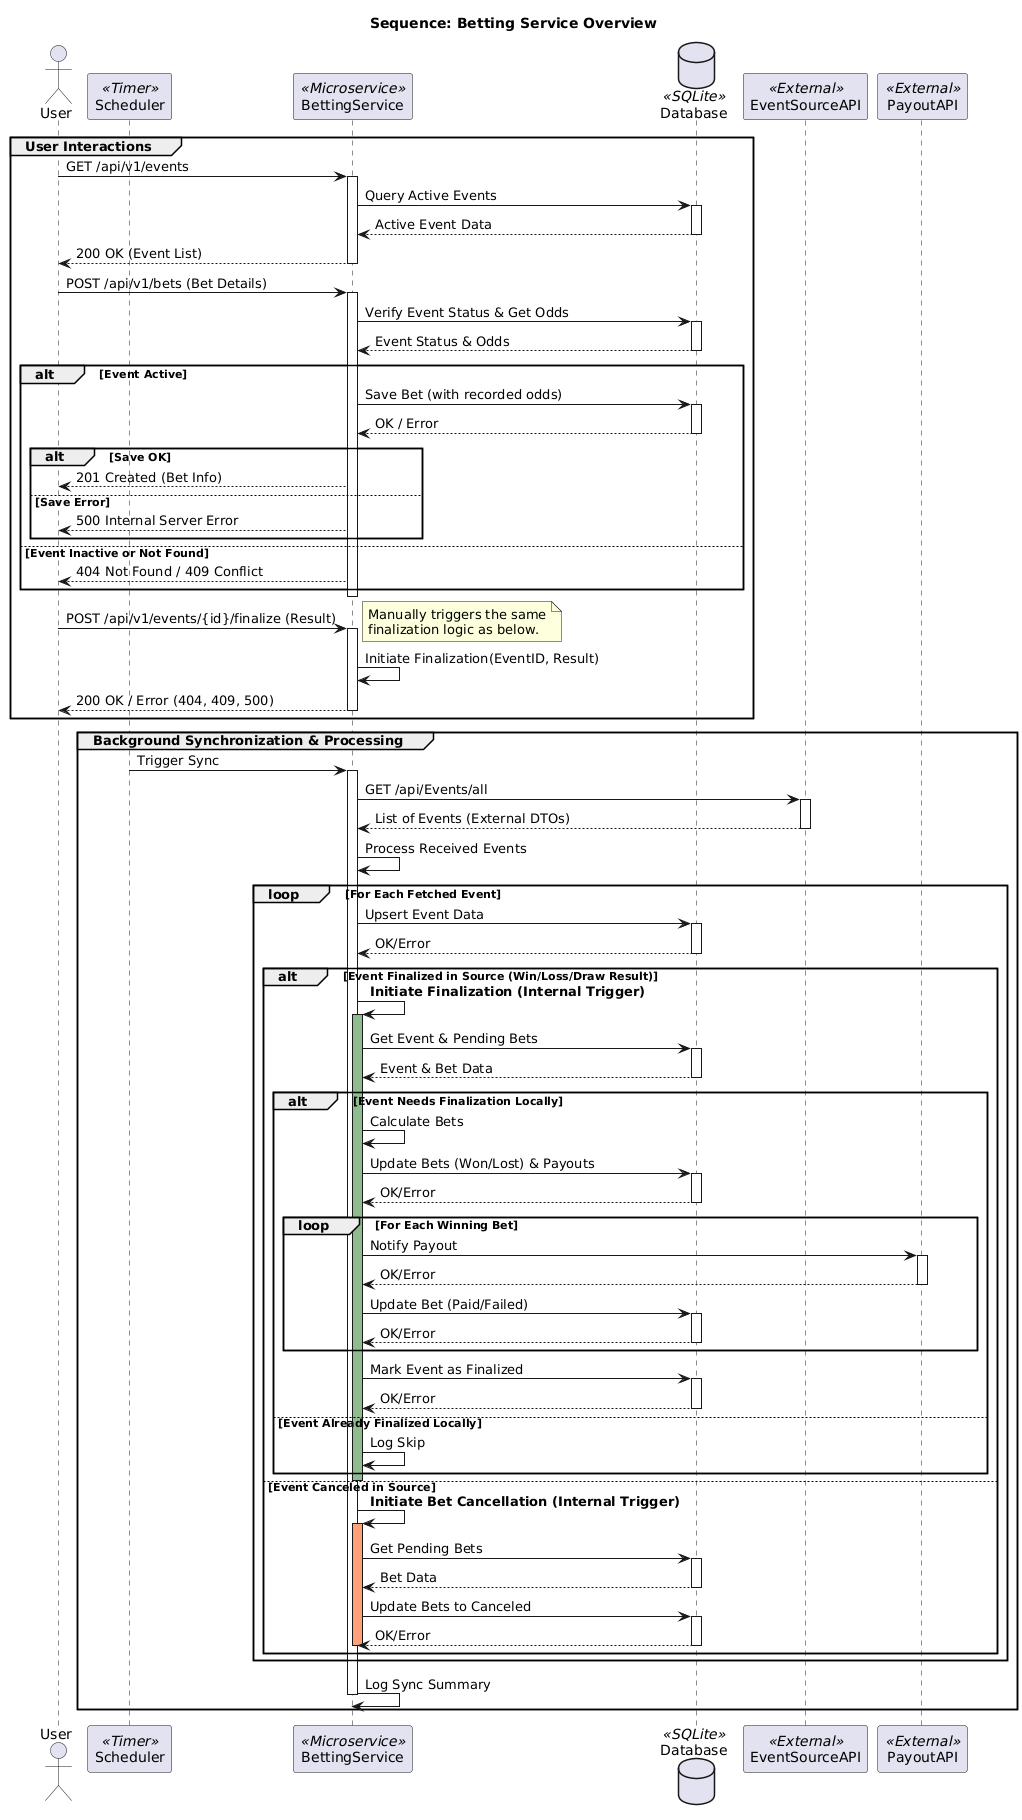 Sequence: Betting Service Overview
User
«Timer»
Scheduler
«Microservice»
BettingService
«SQLite»
Database
«External»
EventSourceAPI
«External»
PayoutAPI
User Interactions
GET /api/v1/events
Query Active Events
Active Event Data
200 OK (Event List)
POST /api/v1/bets (Bet Details)
Verify Event Status & Get Odds
Event Status & Odds
alt [Event Active]
Save Bet (with recorded odds)
OK / Error
alt [Save OK]
201 Created (Bet Info)
[Save Error]
500 Internal Server Error
[Event Inactive or Not Found]
404 Not Found / 409 Conflict
POST /api/v1/events/{id}/finalize (Result)
Manually triggers the same
finalization logic as below.
Initiate Finalization(EventID, Result)
200 OK / Error (404, 409, 500)
Background Synchronization & Processing
Trigger Sync
GET /api/Events/all
List of Events (External DTOs)
Process Received Events
loop [For Each Fetched Event]
Upsert Event Data
OK/Error
alt [Event Finalized in Source (Win/Loss/Draw Result)]
Initiate Finalization (Internal Trigger)
Get Event & Pending Bets
Event & Bet Data
alt [Event Needs Finalization Locally]
Calculate Bets
Update Bets (Won/Lost) & Payouts
OK/Error
loop [For Each Winning Bet]
Notify Payout
OK/Error
Update Bet (Paid/Failed)
OK/Error
Mark Event as Finalized
OK/Error
[Event Already Finalized Locally]
Log Skip
[Event Canceled in Source]
Initiate Bet Cancellation (Internal Trigger)
Get Pending Bets
Bet Data
Update Bets to Canceled
OK/Error
Log Sync Summary
User
«Timer»
Scheduler
«Microservice»
BettingService
«SQLite»
Database
«External»
EventSourceAPI
«External»
PayoutAPI